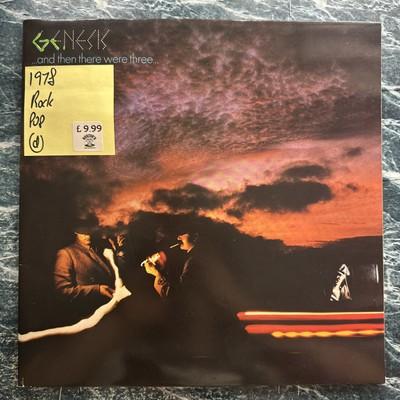 GENESIS
...and then there were three...
1978
Rock
Pop
(d)
£9.99